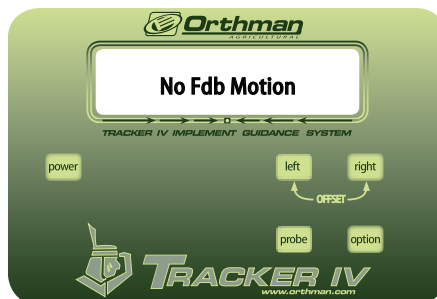 Orthman
AGRICULTURAL
No Fdb Motion
TRACKER IV IMPLEMENT GUIDANCE SYSTEM
power
left
right
OFFSET
probe
option
TRACKER IV
www.orthman.com